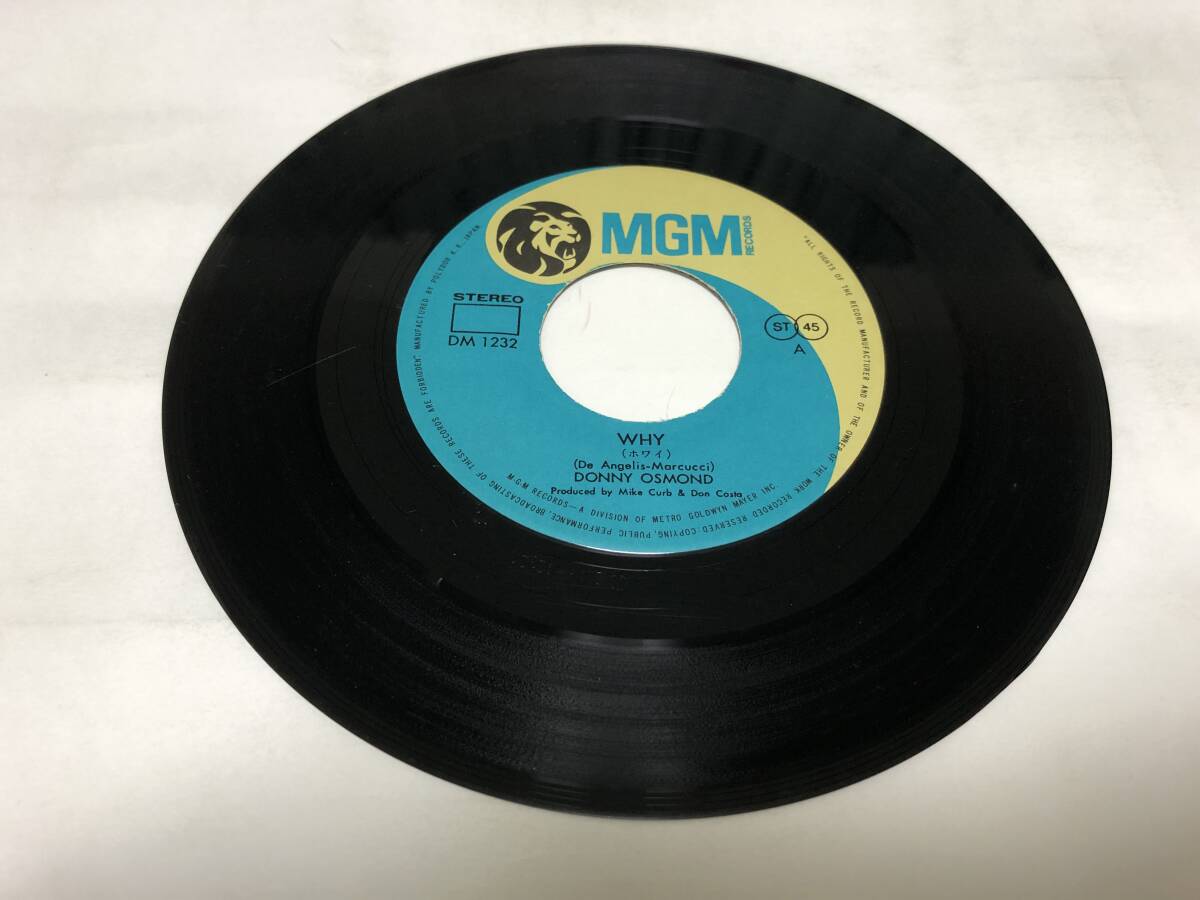 MGM
RECORDS
STEREO
DM 1232
ST 45
A
WHY
(ホワイ)
(De Angelis-Marcucci)
DONNY OSMOND
Produced by Mike Curb & Don Costa
M-G-M RECORDS—A DIVISION OF METRO GOLDWYN MAYER INC
"ALL RIGHTS OF THE RECORD MANUFACTURER AND OF THE OWNER OF THE WORK RECORDED RESERVED-COPYING, PUBLIC PERFORMANCE, BROADCASTING OF THESE RECORDS ARE FORBIDDEN" MANUFACTURED BY POLYDOR K.K., JAPAN